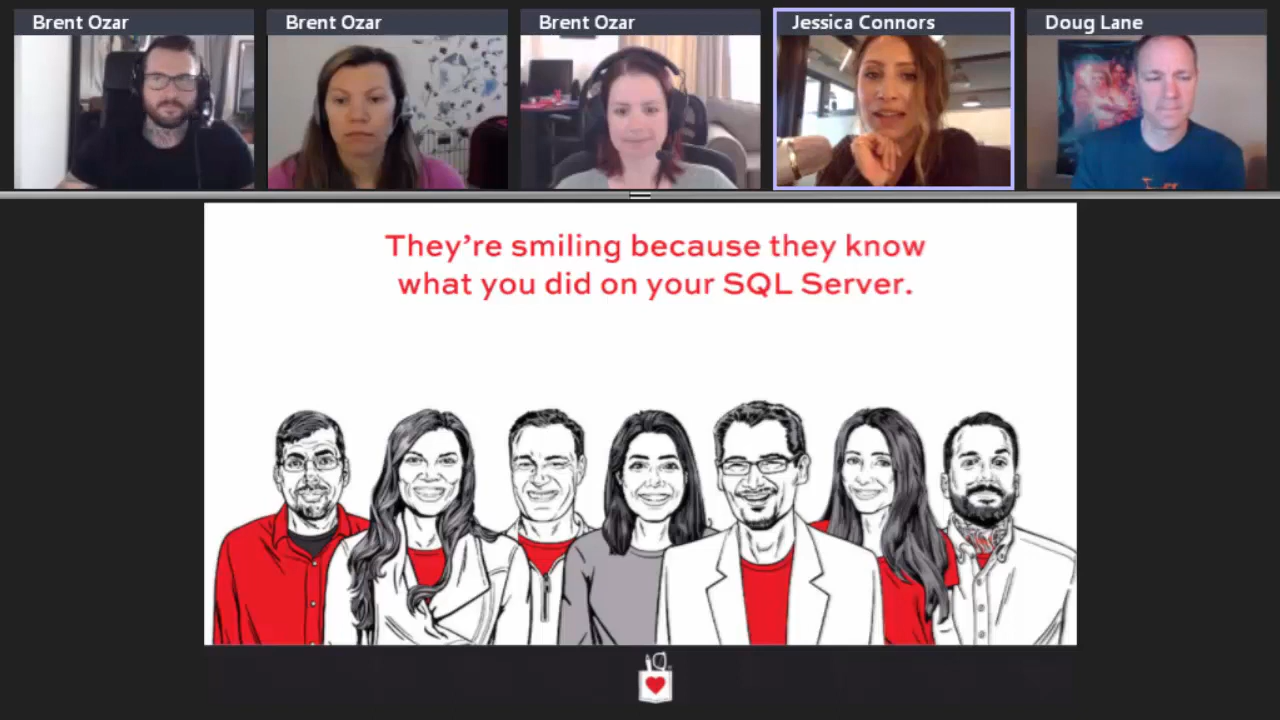 Brent Ozar
Brent Ozar
Brent Ozar
Jessica Connors
Doug Lane
They're smiling because they know
what you did on your SQL Server.